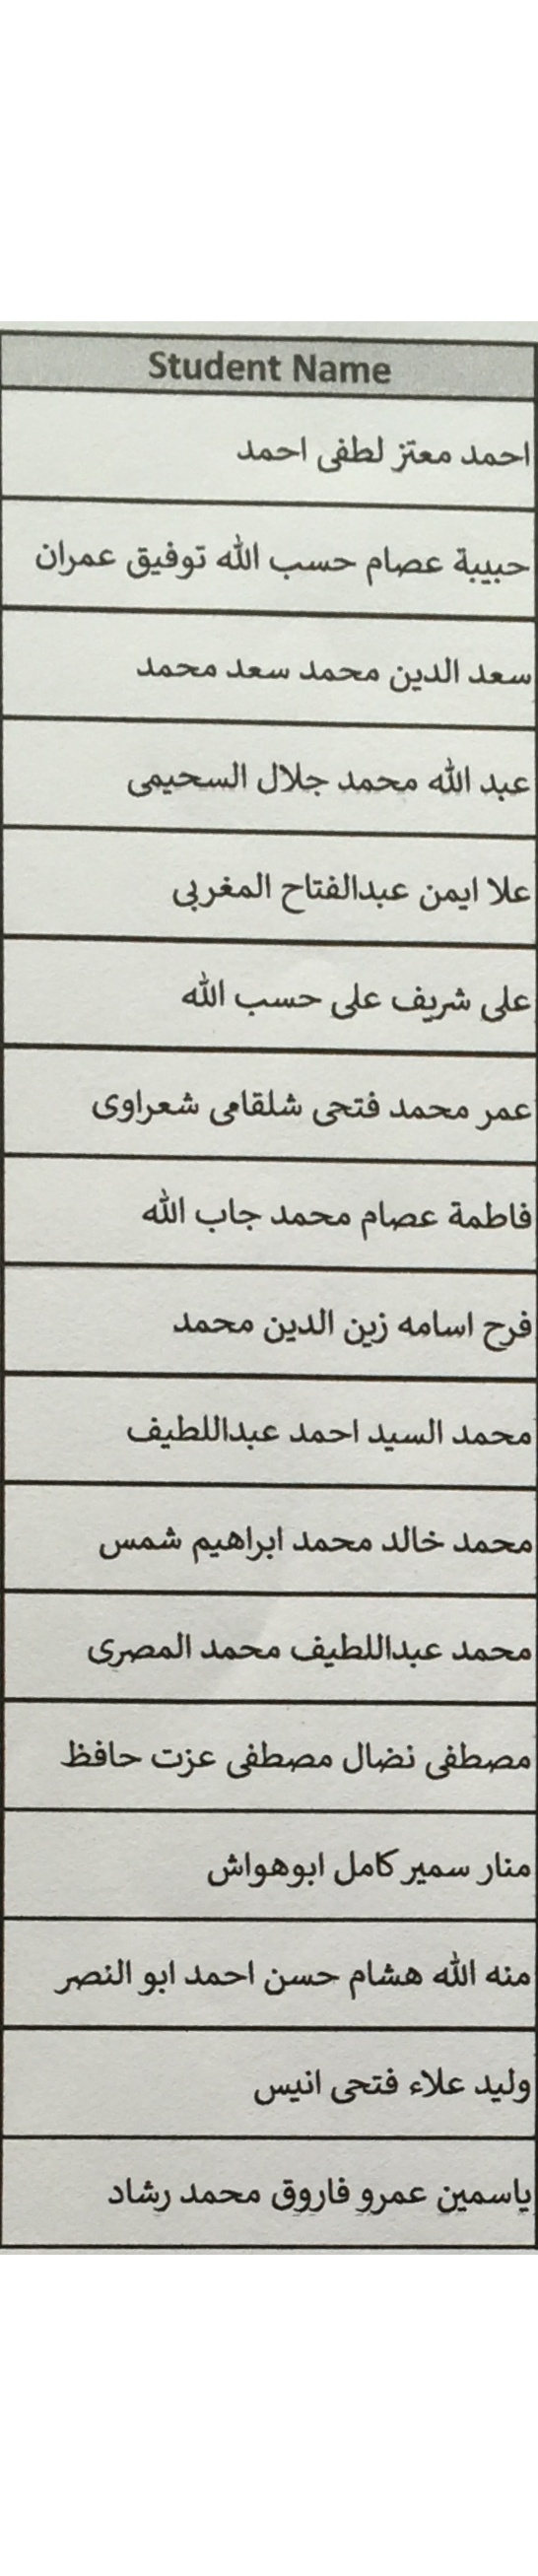 Student Name
احمد معتز لطفى احمد
حبيبة عصام حسب الله توفيق عمران
سعد الدين محمد سعد محمد
عبد الله محمد جلال السحيمى
علا ايمن عبدالفتاح المغربى
على شريف على حسب الله
عمر محمد فتحى شلقامى شعراوى
فاطمة عصام محمد جاب الله
فرح اسامه زين الدين محمد
محمد السيد احمد عبداللطيف
محمد خالد محمد ابراهيم شمس
محمد عبداللطيف محمد المصرى
مصطفى نضال مصطفى عزت حافظ
منار سمير كامل ابوهواش
منه الله هشام حسن احمد ابو النصر
وليد علاء فتحى انيس
ياسمين عمرو فاروق محمد رشاد